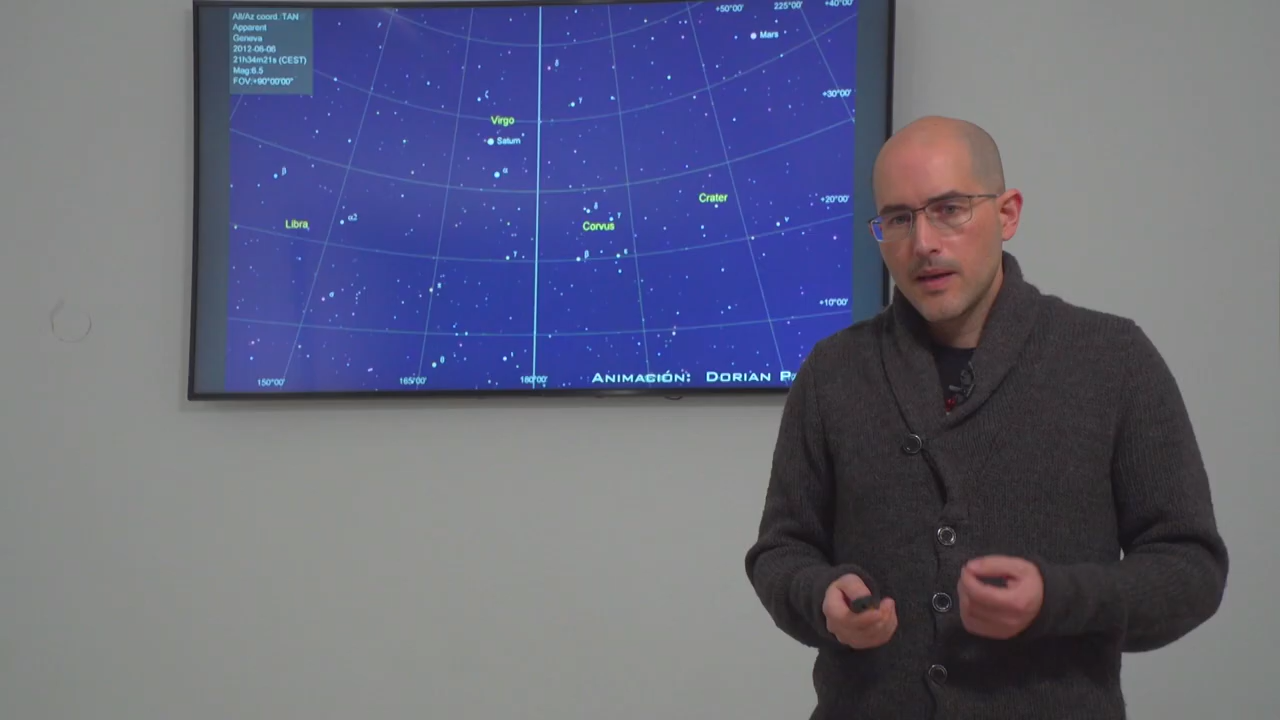 Alt/Az coord. TAN
Apparent
Geneva
2012-06-06
21h34m21s (CEST)
Mag:6.5
FOV:+90°00'00"
+50°00'
225°00'
+40°00'
Mars
δ
ζ
γ
+30°00'
Virgo
Saturn
α
β
Crater
+20°00'
δ
γ
ν
α2
Libra
Corvus
γ
β
ε
σ
π
+10°00'
θ
ι
150°00'
165°00'
180°00'
ANIMACIÓN: DORIAN